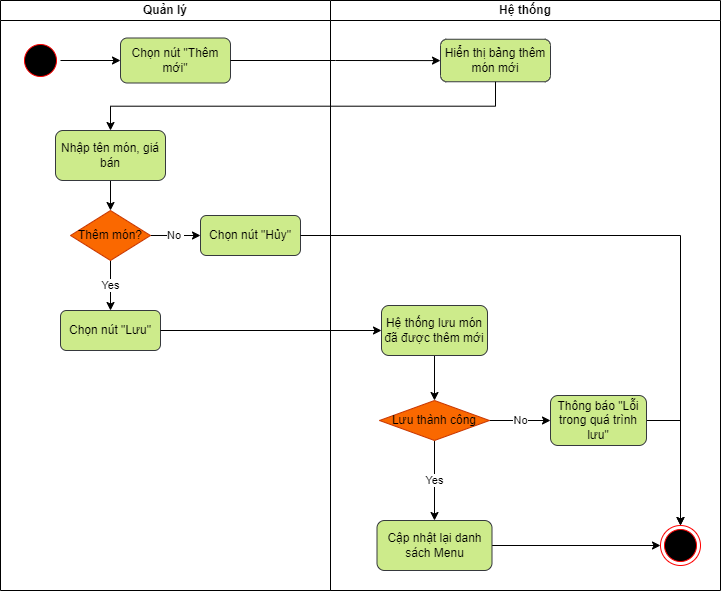 Quản lý
Hệ thống
Chọn nút "Thêm
mới"
Hiển thị bảng thêm
món mới
Nhập tên món, giá
bán
Thêm món?
No
Chọn nút "Hủy"
Yes
Chọn nút "Lưu"
Hệ thống lưu món
đã được thêm mới
Lưu thành công
No
Thông báo "Lỗi
trong quá trình
lưu"
Yes
Cập nhật lại danh
sách Menu